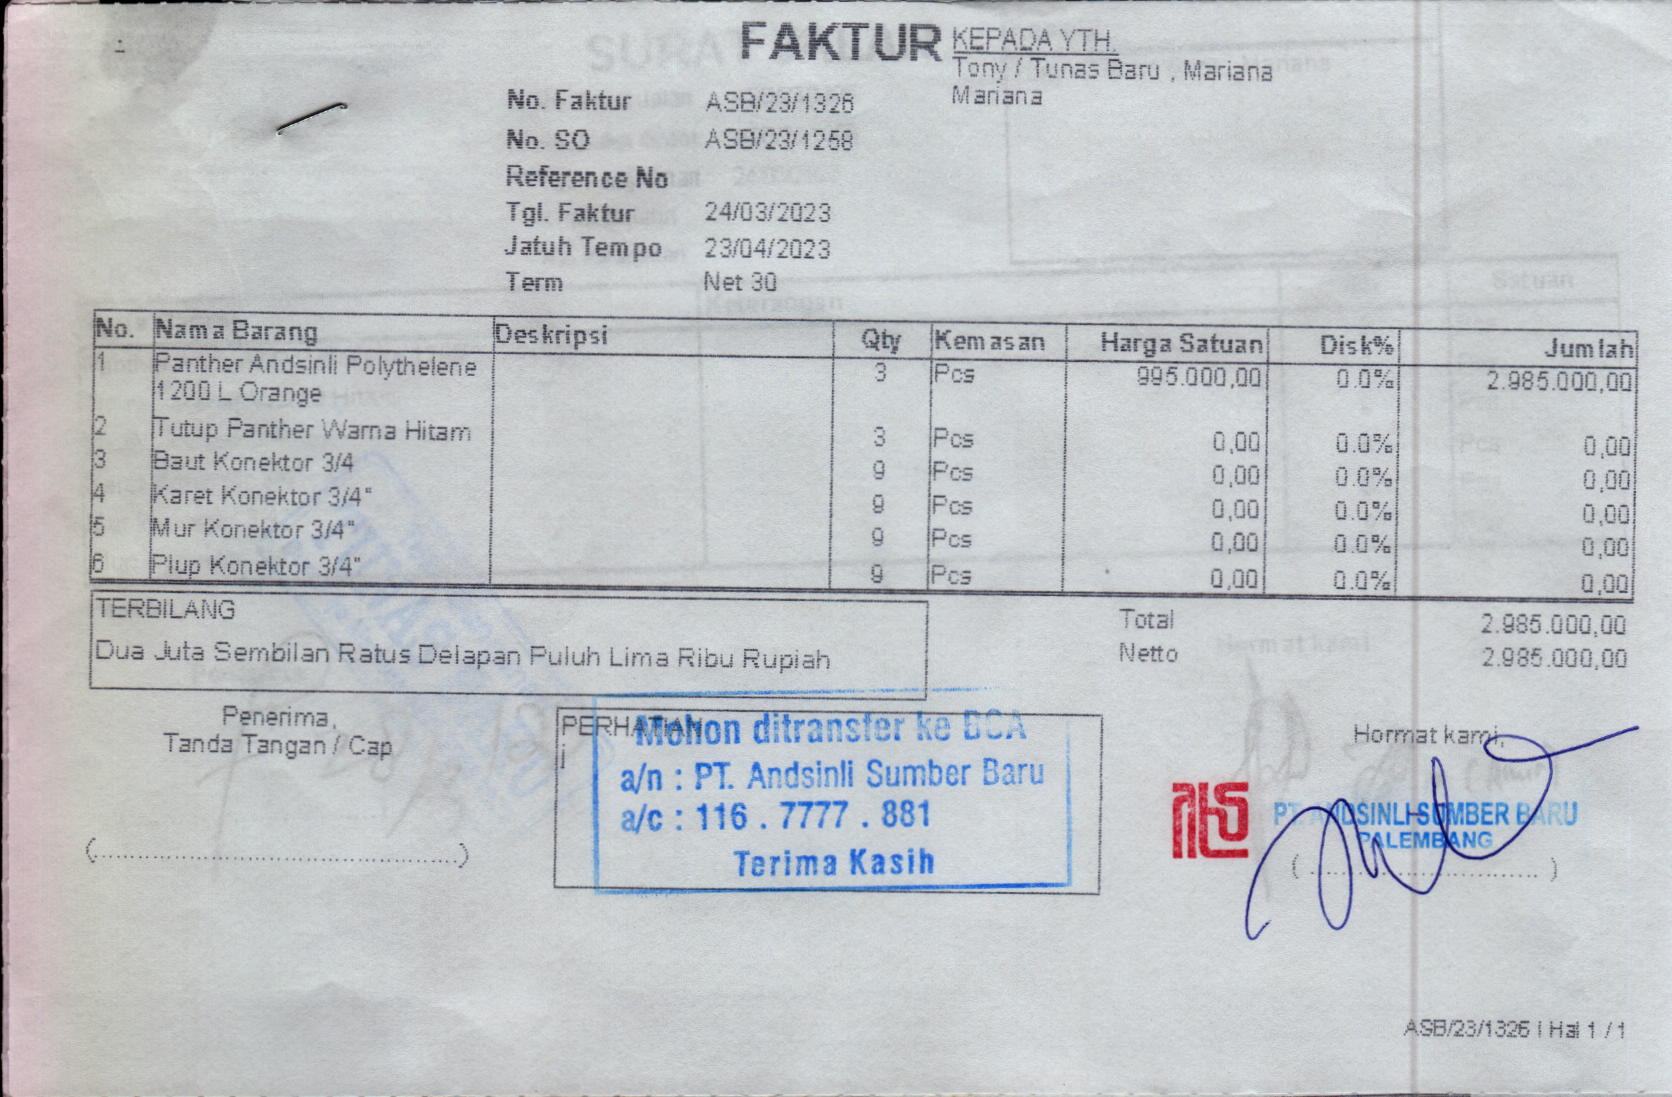 FAKTUR
KEPADA YTH.
Tony / Tunas Baru , Mariana
Mariana
No. Faktur ASB/23/1326
No. SO ASB/23/1258
Reference No
Tgl. Faktur 24/03/2023
Jatuh Tempo 23/04/2023
Term Net 30
No. Nama Barang Deskripsi Qty Kemasan Harga Satuan Disk% Jumlah
1 Panther Andsinli Polythelene 3 Pcs 995.000,00 0.0% 2.985.000,00
1200 L Orange
2 Tutup Panther Warna Hitam 3 Pcs 0,00 0.0% 0,00
3 Baut Konektor 3/4 9 Pcs 0,00 0.0% 0,00
4 Karet Konektor 3/4" 9 Pcs 0,00 0.0% 0,00
5 Mur Konektor 3/4" 9 Pcs 0,00 0.0% 0,00
6 Plup Konektor 3/4" 9 Pcs 0,00 0.0% 0,00
TERBILANG
Dua Juta Sembilan Ratus Delapan Puluh Lima Ribu Rupiah
Total 2.985.000,00
Netto 2.985.000,00
Penerima,
Tanda Tangan / Cap
(............................................)
PERHATIAN
Mohon ditransfer ke BCA
a/n : PT. Andsinli Sumber Baru
a/c : 116 . 7777 . 881
Terima Kasih
Hormat kami,
PT. ANDSINLI SUMBER BARU
PALEMBANG
(............................)
ASB/23/1326 | Hal 1 / 1